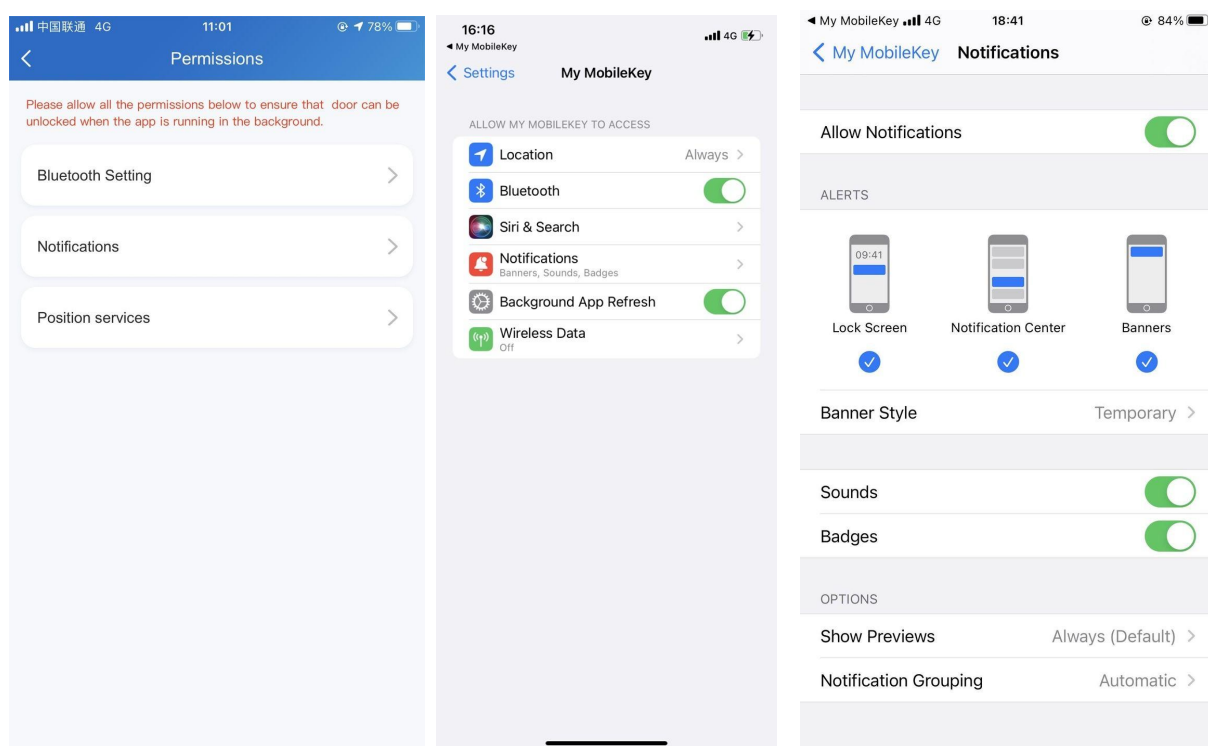 中国联通 4G 11:01 78%
Permissions
Please allow all the permissions below to ensure that door can be
unlocked when the app is running in the background.
Bluetooth Setting
Notifications
Position services
16:16 4G
My MobileKey
Settings My MobileKey
ALLOW MY MOBILEKEY TO ACCESS
Location Always
Bluetooth
Siri & Search
Notifications
Banners, Sounds, Badges
Background App Refresh
Wireless Data
Off
My MobileKey 4G 18:41 84%
My MobileKey Notifications
Allow Notifications
ALERTS
09:41
Lock Screen Notification Center Banners
Banner Style Temporary
Sounds
Badges
OPTIONS
Show Previews Always (Default)
Notification Grouping Automatic